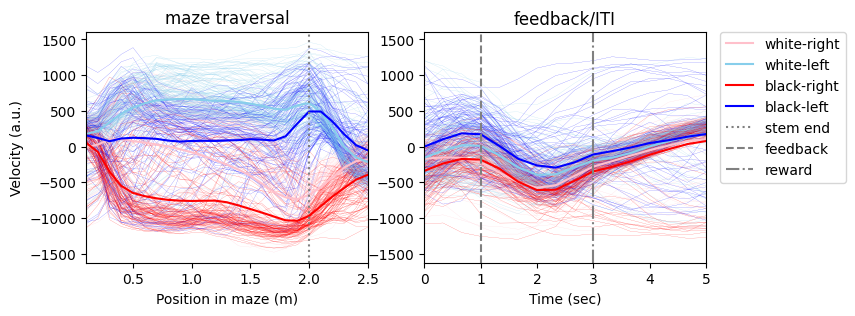 maze traversal
feedback/ITI
Velocity (a.u.)
1500
1000
500
0
−500
−1000
−1500
0.5
1.0
1.5
2.0
2.5
Position in maze (m)
1500
1000
500
0
−500
−1000
−1500
0
1
2
3
4
5
Time (sec)
white-right
white-left
black-right
black-left
stem end
feedback
reward